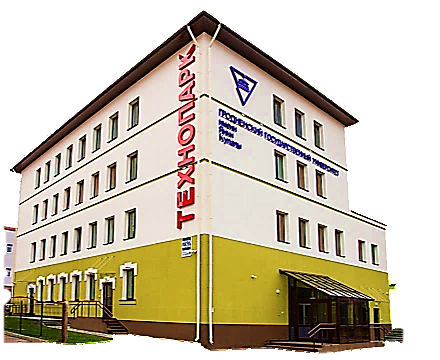 ТЕХНОПАРК
ГРОДНЕНСКИЙ ГОСУДАРСТВЕННЫЙ УНИВЕРСИТЕТ
имени
Янки
Купалы